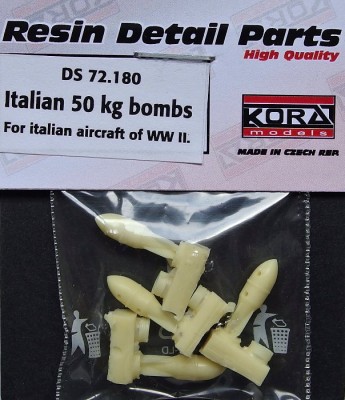 Resin Detail Parts
High Quality
DS 72.180
Italian 50 kg bombs
For italian aircraft of WW II.
KORA
models
MADE IN CZECH REP.